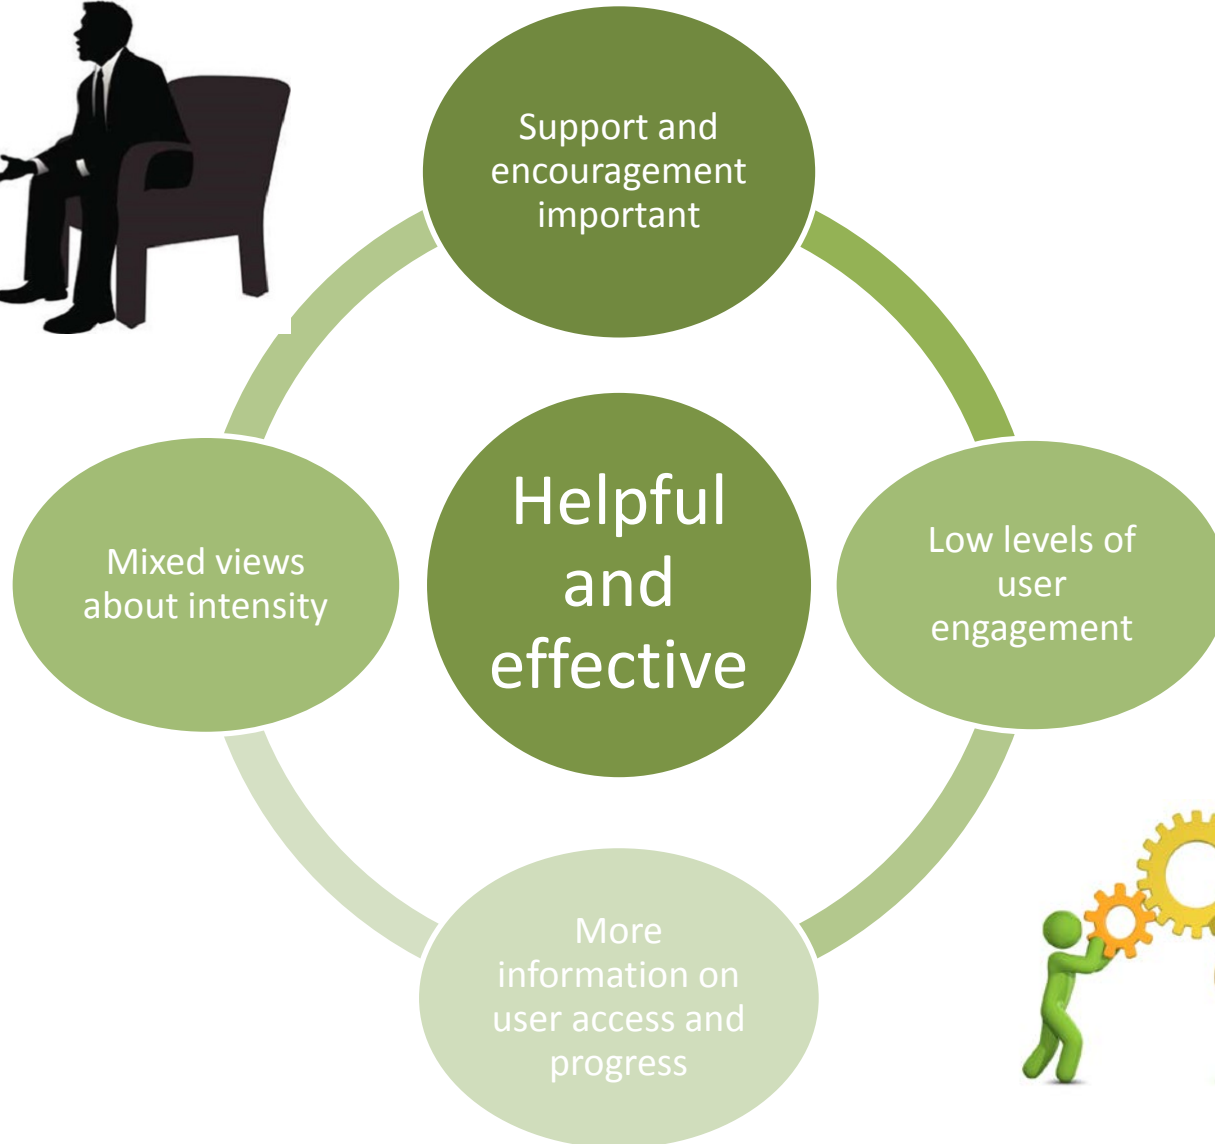 Support and
encouragement
important
Helpful
and
effective
Low levels of
user
engagement
More
information on
user access and
progress
Mixed views
about intensity